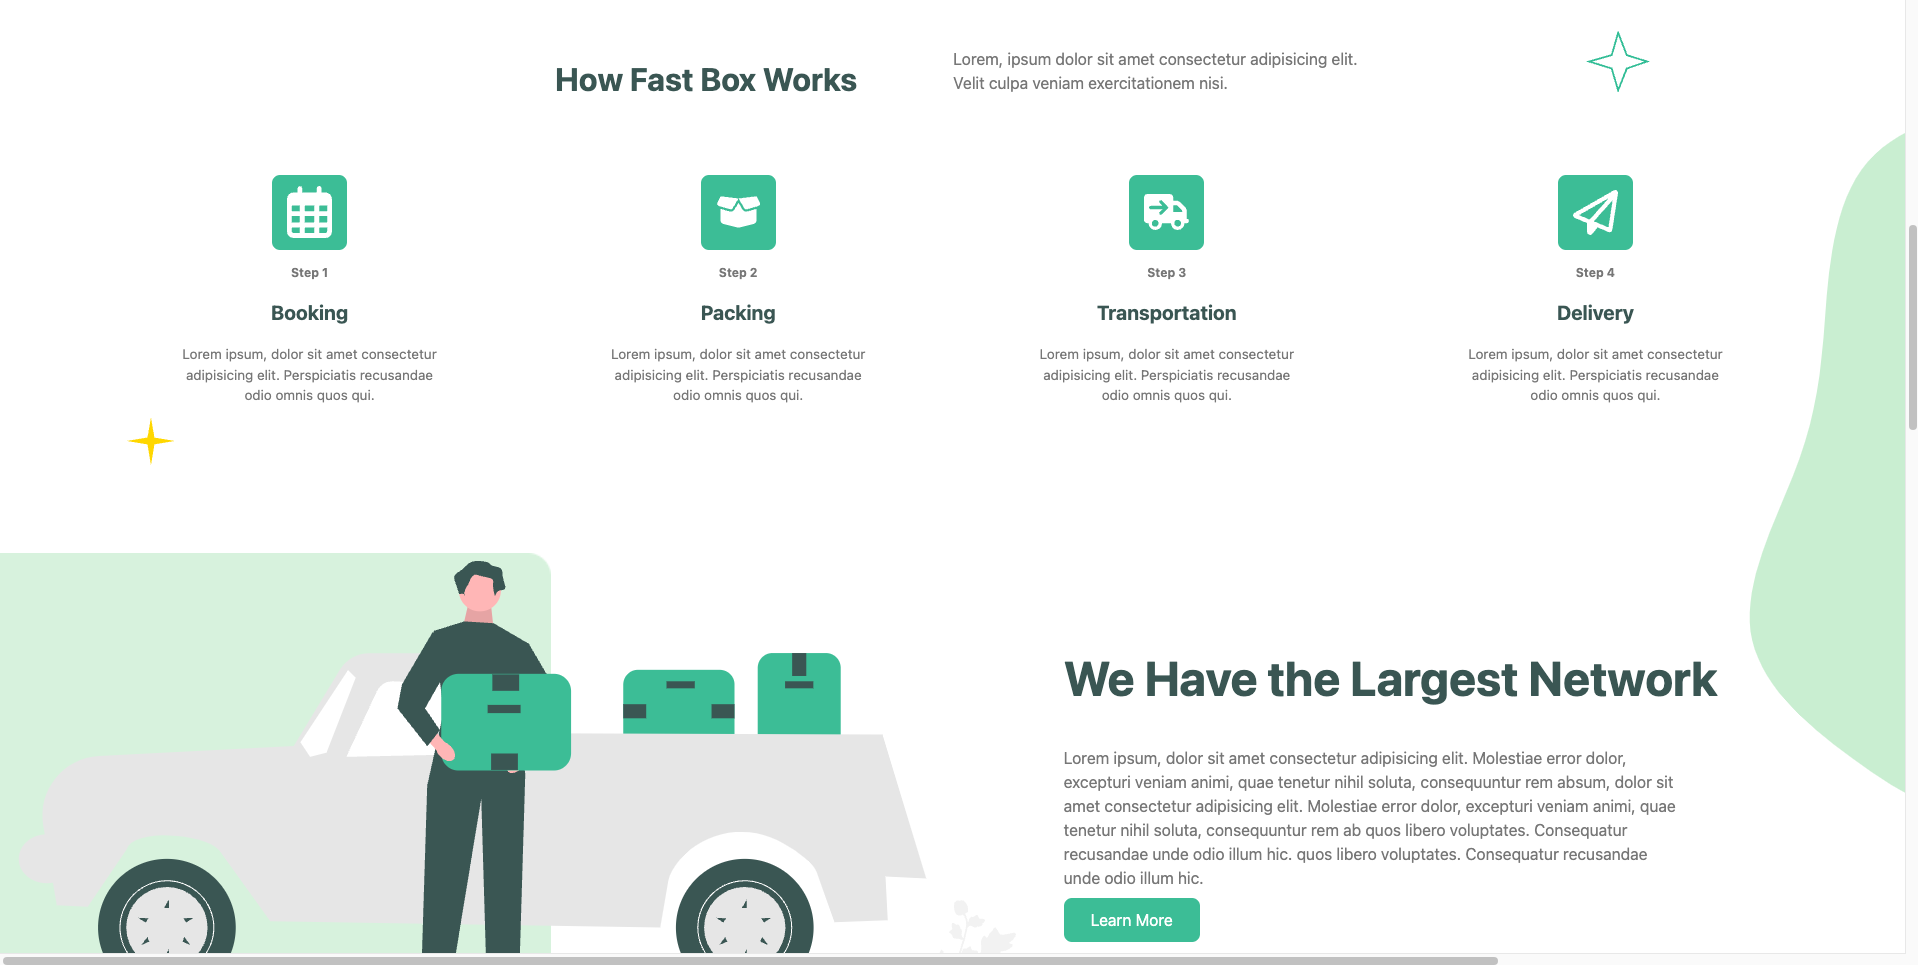 How Fast Box Works
Lorem, ipsum dolor sit amet consectetur adipisicing elit.
Velit culpa veniam exercitationem nisi.
Step 1
Booking
Lorem ipsum, dolor sit amet consectetur
adipisicing elit. Perspiciatis recusandae
odio omnis quos qui.
Step 2
Packing
Lorem ipsum, dolor sit amet consectetur
adipisicing elit. Perspiciatis recusandae
odio omnis quos qui.
Step 3
Transportation
Lorem ipsum, dolor sit amet consectetur
adipisicing elit. Perspiciatis recusandae
odio omnis quos qui.
Step 4
Delivery
Lorem ipsum, dolor sit amet consectetur
adipisicing elit. Perspiciatis recusandae
odio omnis quos qui.
We Have the Largest Network
Lorem ipsum, dolor sit amet consectetur adipisicing elit. Molestiae error dolor,
excepturi veniam animi, quae tenetur nihil soluta, consequuntur rem absum, dolor sit
amet consectetur adipisicing elit. Molestiae error dolor, excepturi veniam animi, quae
tenetur nihil soluta, consequuntur rem ab quos libero voluptates. Consequatur
recusandae unde odio illum hic. quos libero voluptates. Consequatur recusandae
unde odio illum hic.
Learn More